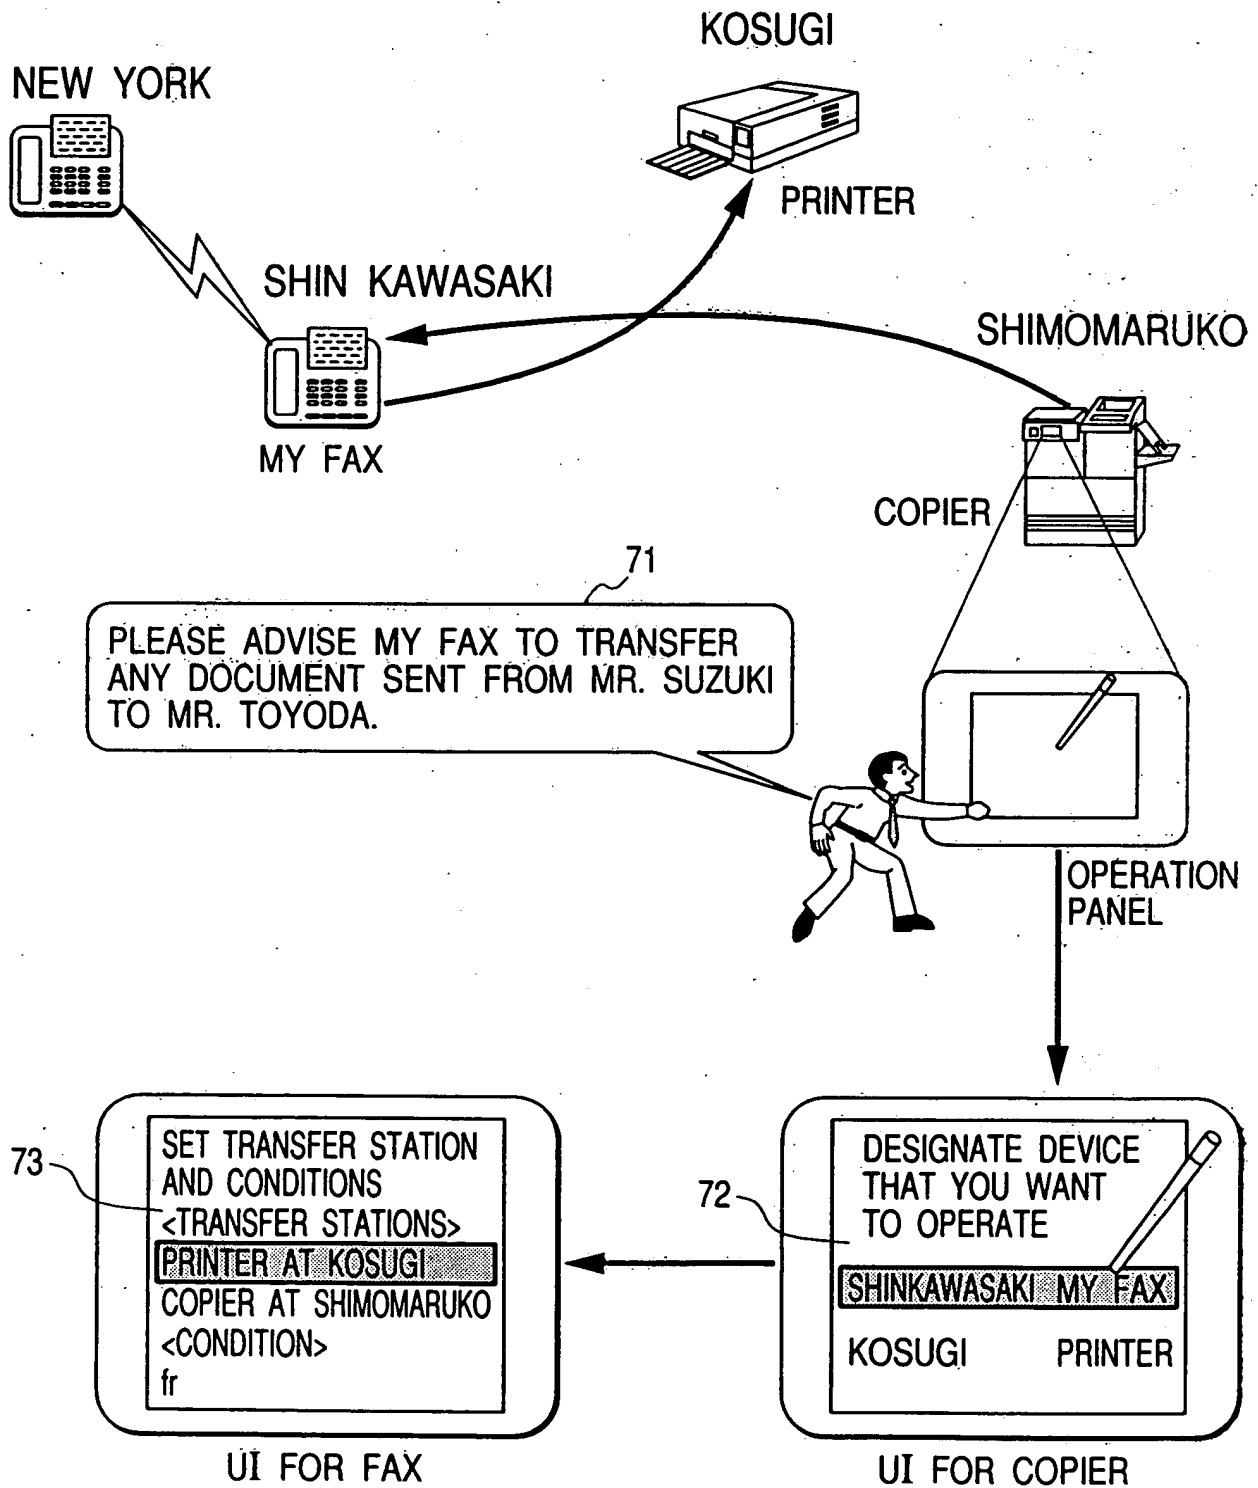 KOSUGI
NEW YORK
PRINTER
SHIN KAWASAKI
SHIMOMARUKO
MY FAX
COPIER
71
PLEASE ADVISE MY FAX TO TRANSFER
ANY DOCUMENT SENT FROM MR. SUZUKI
TO MR. TOYODA.
OPERATION
PANEL
73
SET TRANSFER STATION
AND CONDITIONS
<TRANSFER STATIONS>
PRINTER AT KOSUGI
COPIER AT SHIMOMARUKO
<CONDITION>
fr
UI FOR FAX
72
DESIGNATE DEVICE
THAT YOU WANT
TO OPERATE
SHINKAWASAKI MY FAX
KOSUGI PRINTER
UI FOR COPIER